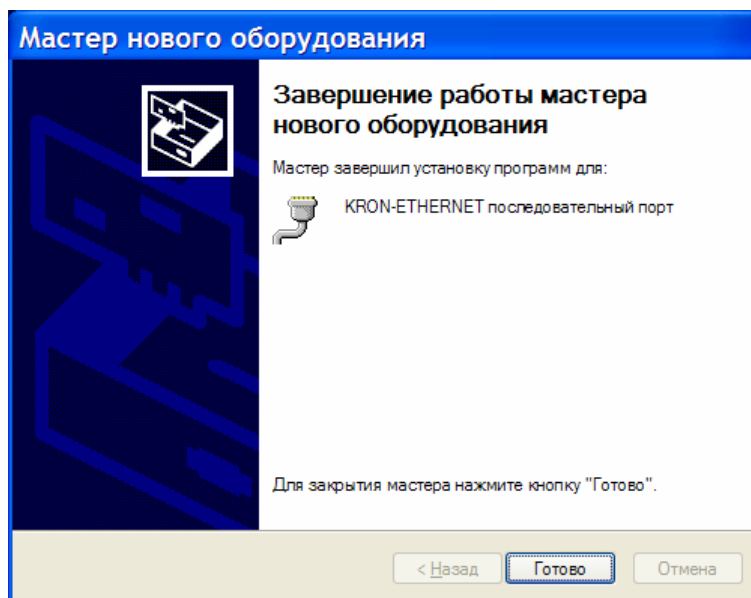 Мастер нового оборудования
Завершение работы мастера
нового оборудования
Мастер завершил установку программ для:
KRON-ETHERNET последовательный порт
Для закрытия мастера нажмите кнопку "Готово".
< Назад
Готово
Отмена